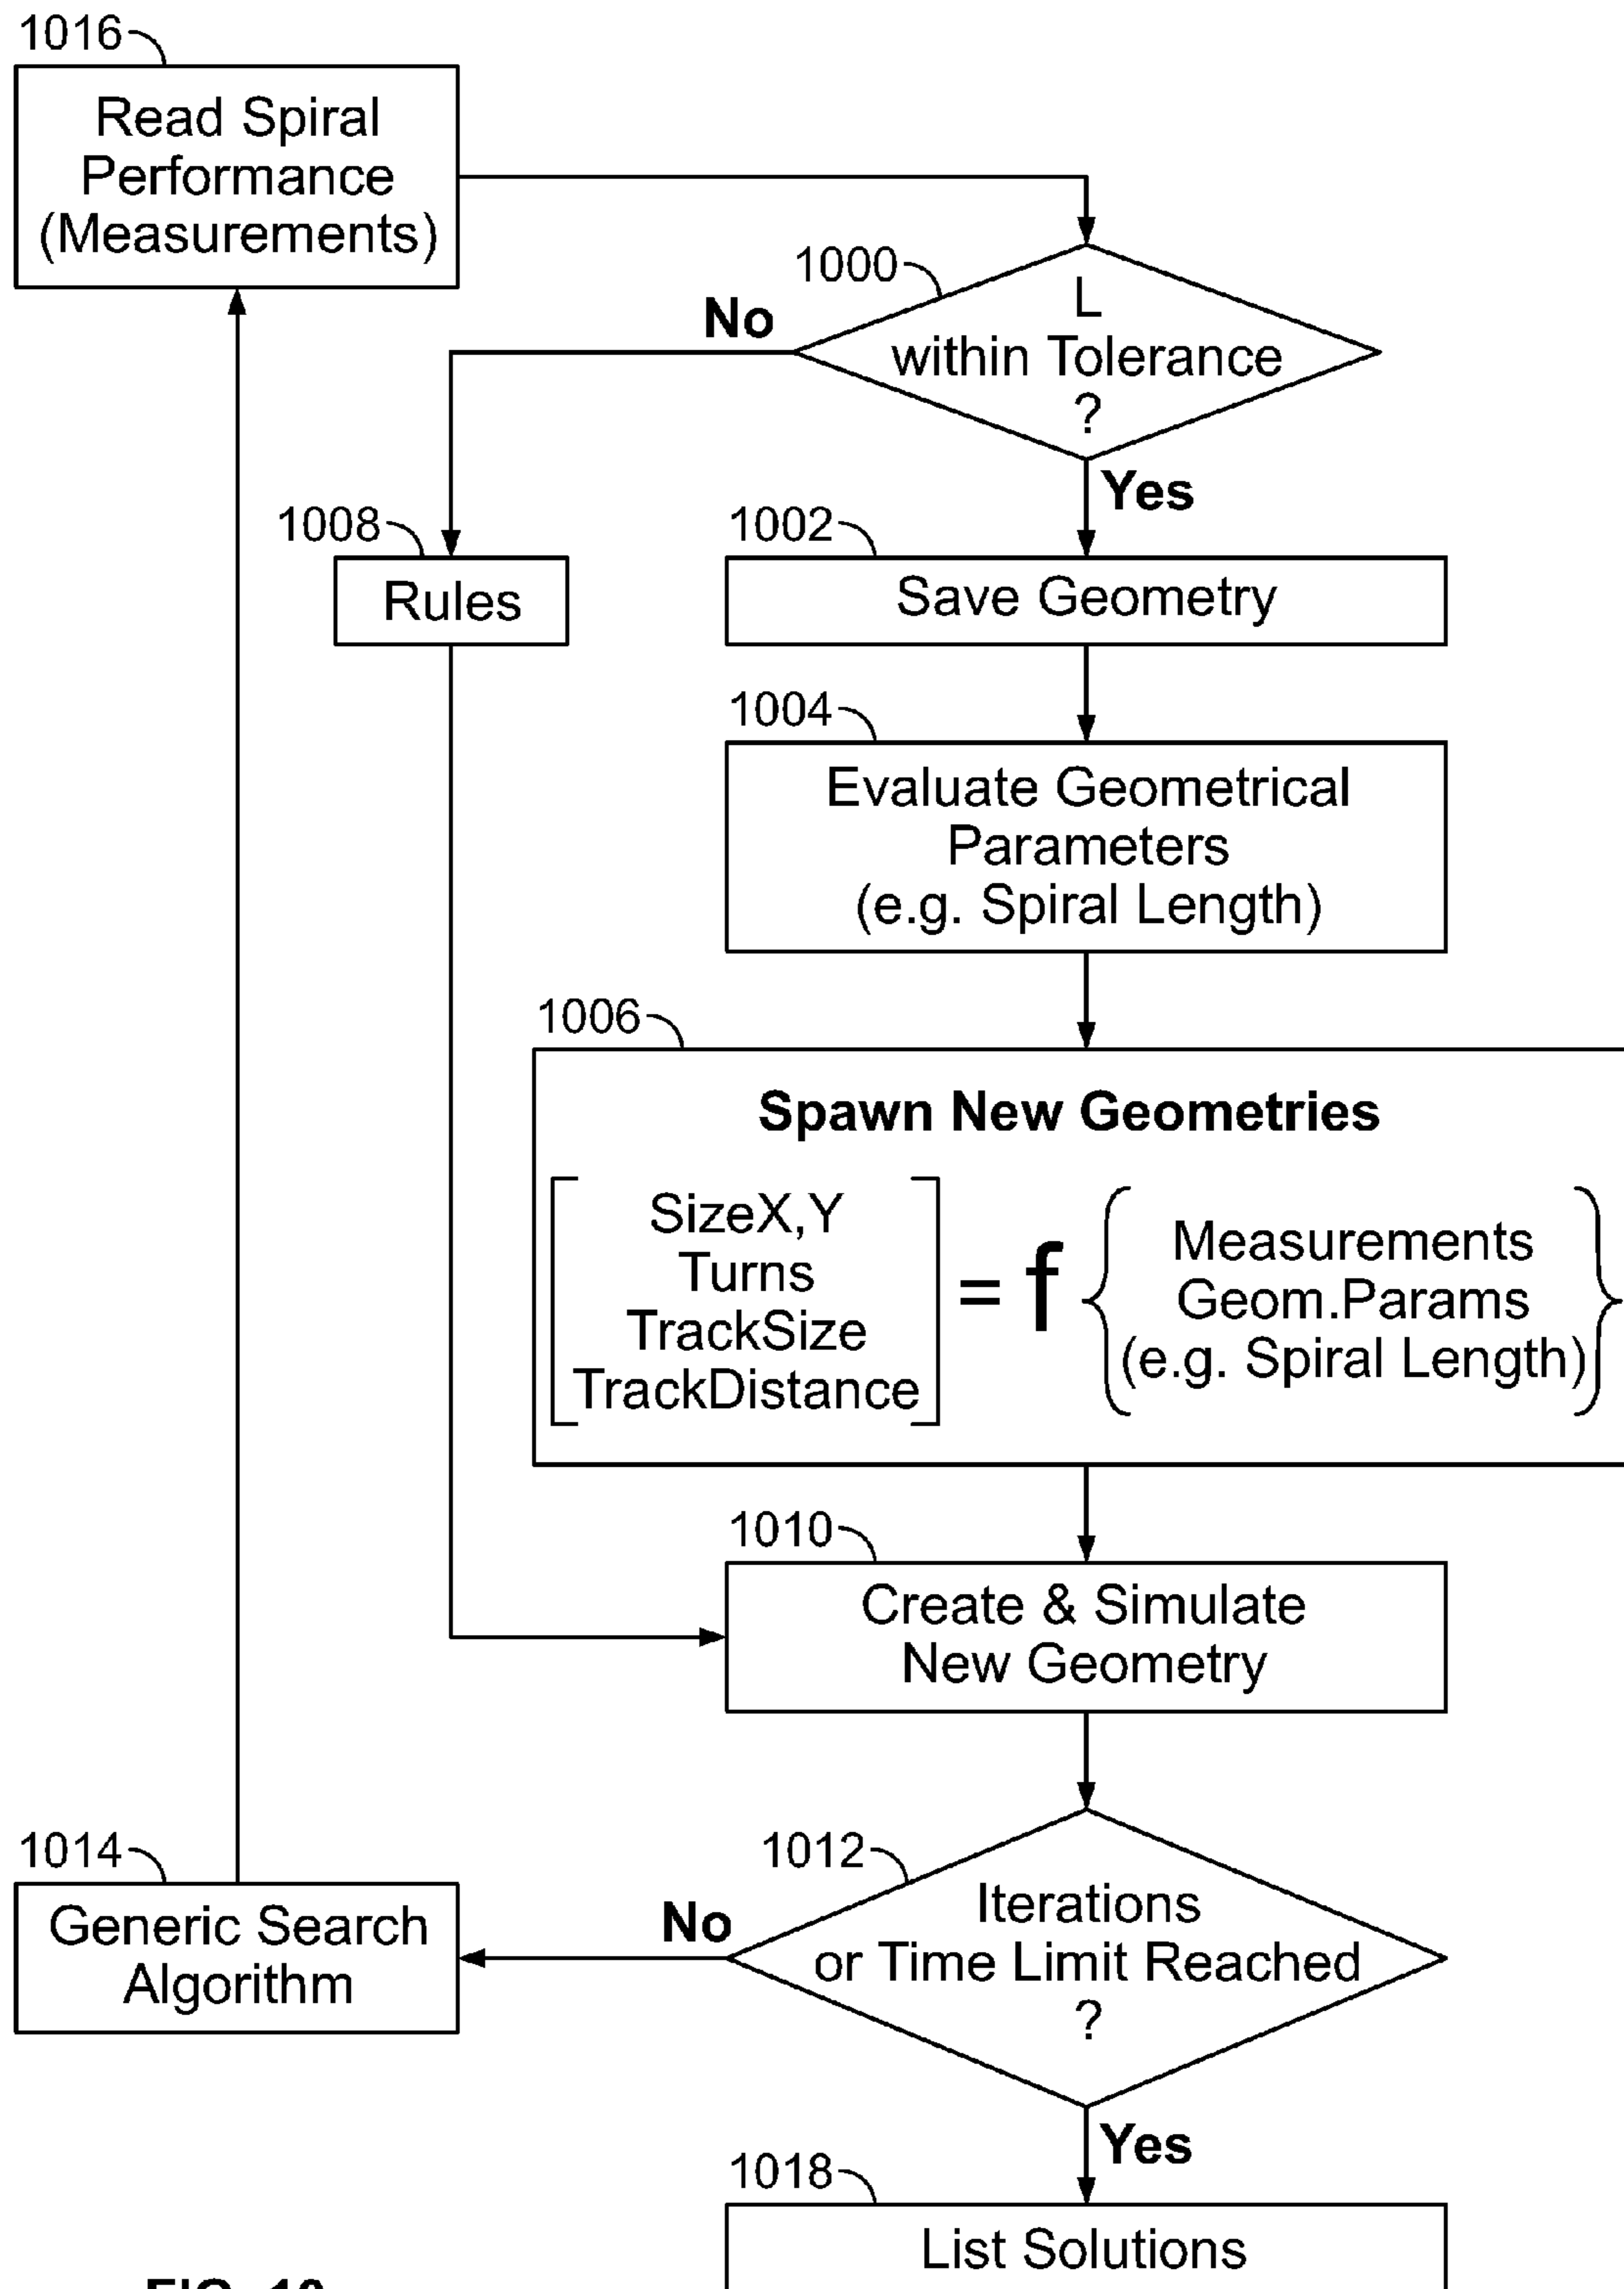 1016
Read Spiral
Performance
(Measurements)
1000
L
within Tolerance
?
No
Yes
1008
Rules
1002
Save Geometry
1004
Evaluate Geometrical
Parameters
(e.g. Spiral Length)
1006
Spawn New Geometries
SizeX,Y
Turns
TrackSize
TrackDistance
= f
Measurements
Geom.Params
(e.g. Spiral Length)
1010
Create & Simulate
New Geometry
1012
Iterations
or Time Limit Reached
?
No
1014
Generic Search
Algorithm
Yes
1018
List Solutions
FIG. 10